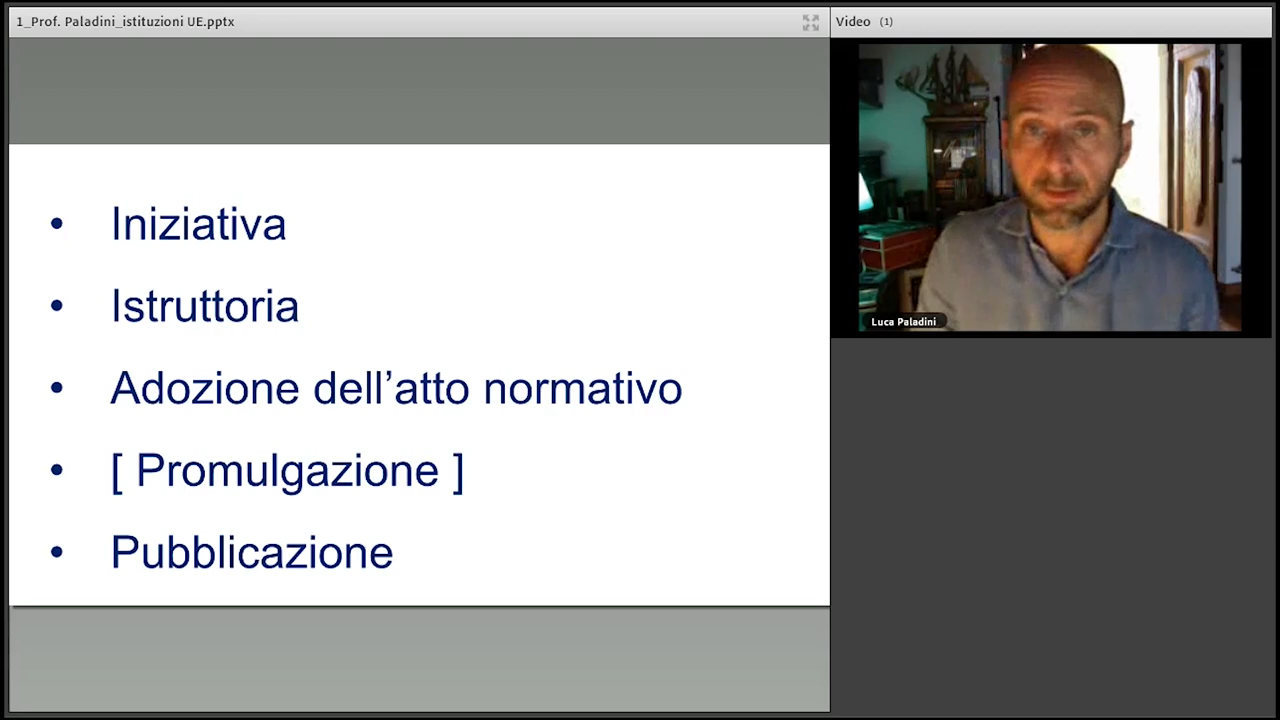 1_Prof. Paladini_istituzioni UE.pptx
Video (1)
• Iniziativa
• Istruttoria
• Adozione dell’atto normativo
• [ Promulgazione ]
• Pubblicazione
Luca Paladini